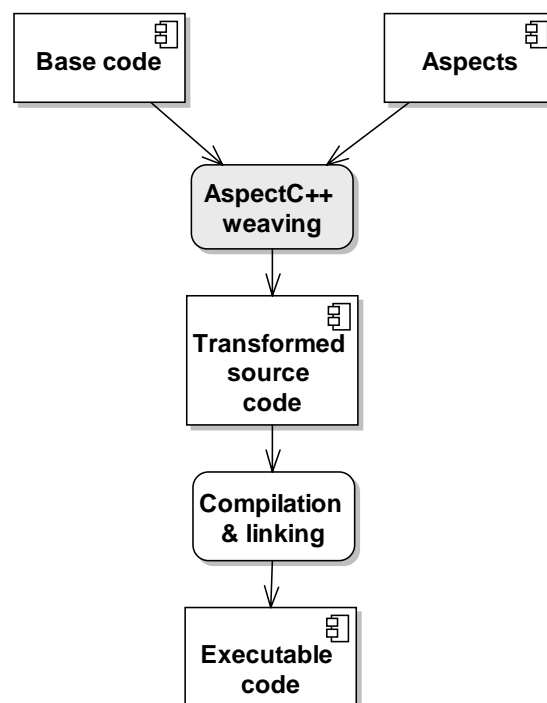 Base code
Aspects
AspectC++
weaving
Transformed
source
code
Compilation
& linking
Executable
code